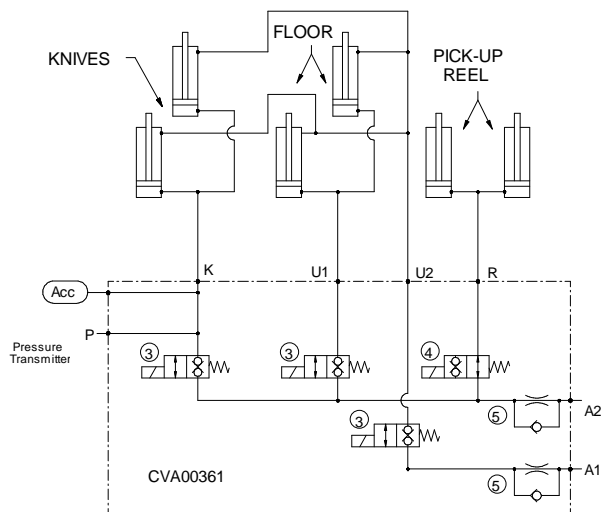 FLOOR
KNIVES
PICK-UP
REEL
K
U1
U2
R
Acc
P
Pressure
Transmitter
3
3
4
3
5
A2
5
A1
CVA00361